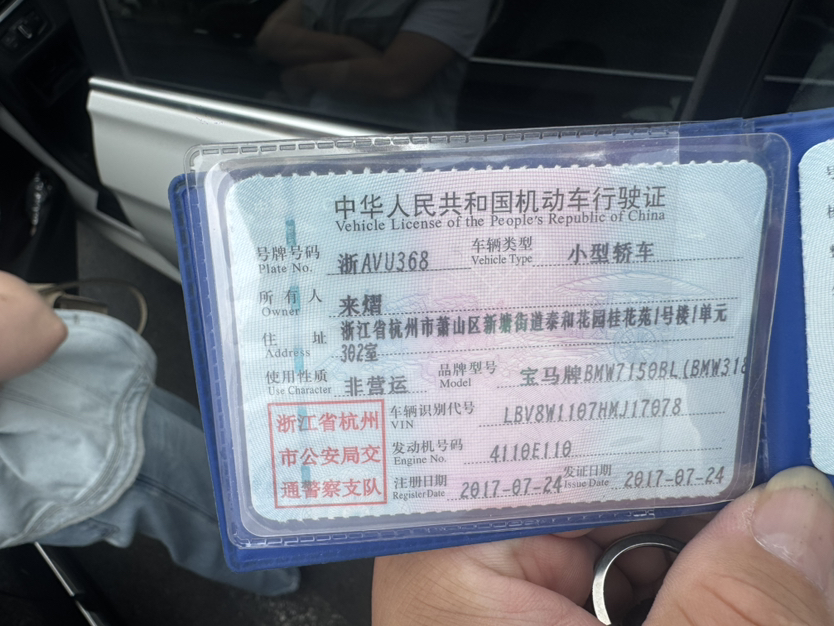 中华人民共和国机动车行驶证
Vehicle License of the People's Republic of China
号牌号码 浙AVU368 车辆类型 小型轿车
Plate No. Vehicle Type
所有人 来熠
Owner
住址 浙江省杭州市萧山区新塘街道泰和花园桂花苑1号楼1单元
Address 302室
使用性质 非营运 品牌型号 宝马牌BMW7150BL(BMW318
Use Character Model
浙江省杭州
市公安局交
通警察支队
车辆识别代号 LBV8W1107HMJ17078
VIN
发动机号码 4110E110
Engine No.
注册日期 2017-07-24 发证日期 2017-07-24
Register Date Issue Date